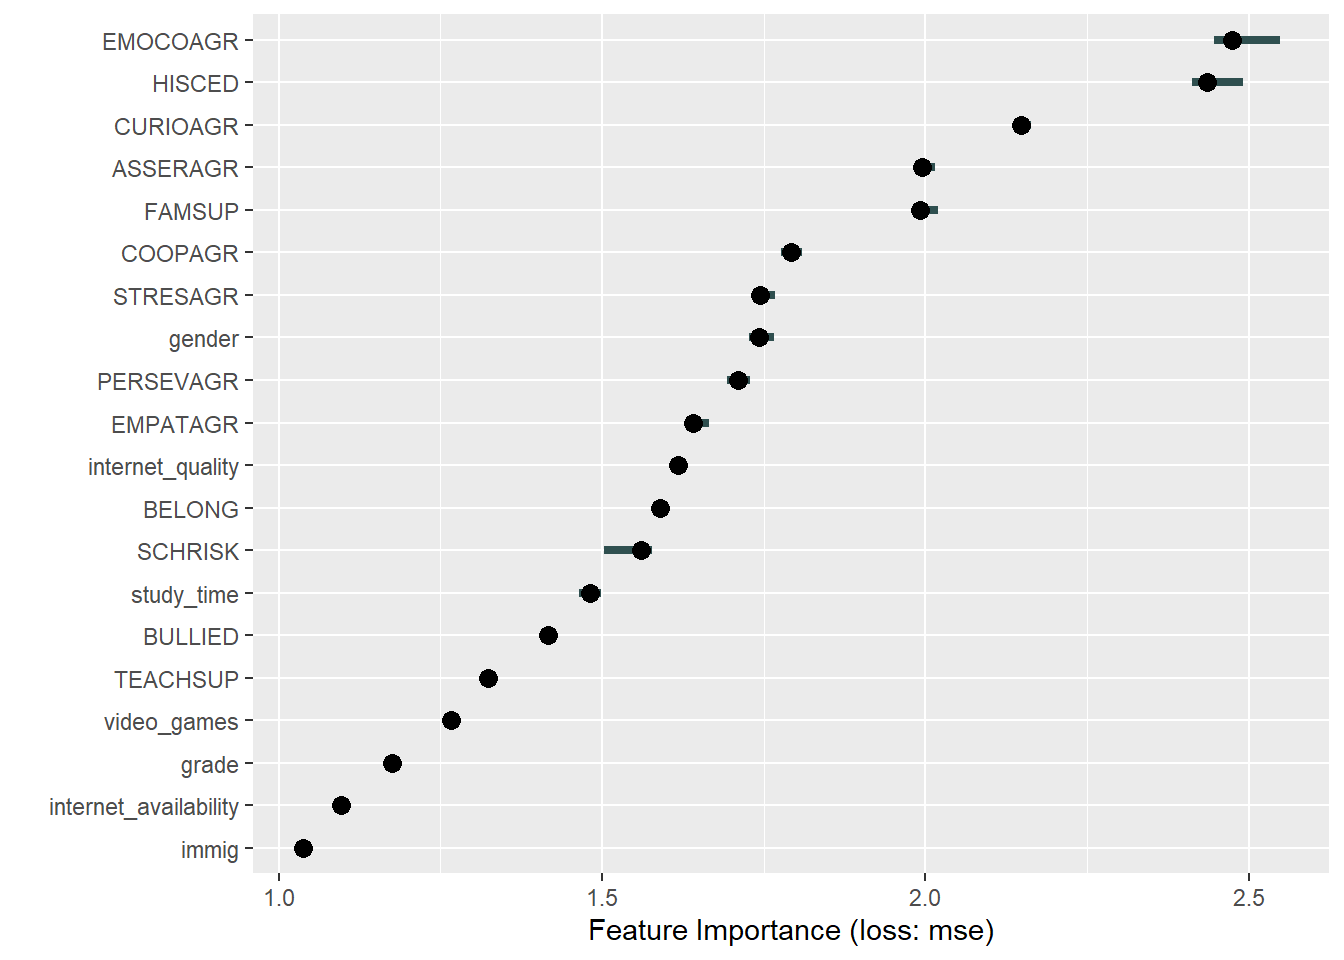 EMOCOAGR
HISCED
CURIOAGR
ASSERAGR
FAMSUP
COOPAGR
STRESAGR
gender
PERSEVAGR
EMPATAGR
internet_quality
BELONG
SCHRISK
study_time
BULLIED
TEACHSUP
video_games
grade
internet_availability
immig
1.0 1.5 2.0 2.5
Feature Importance (loss: mse)